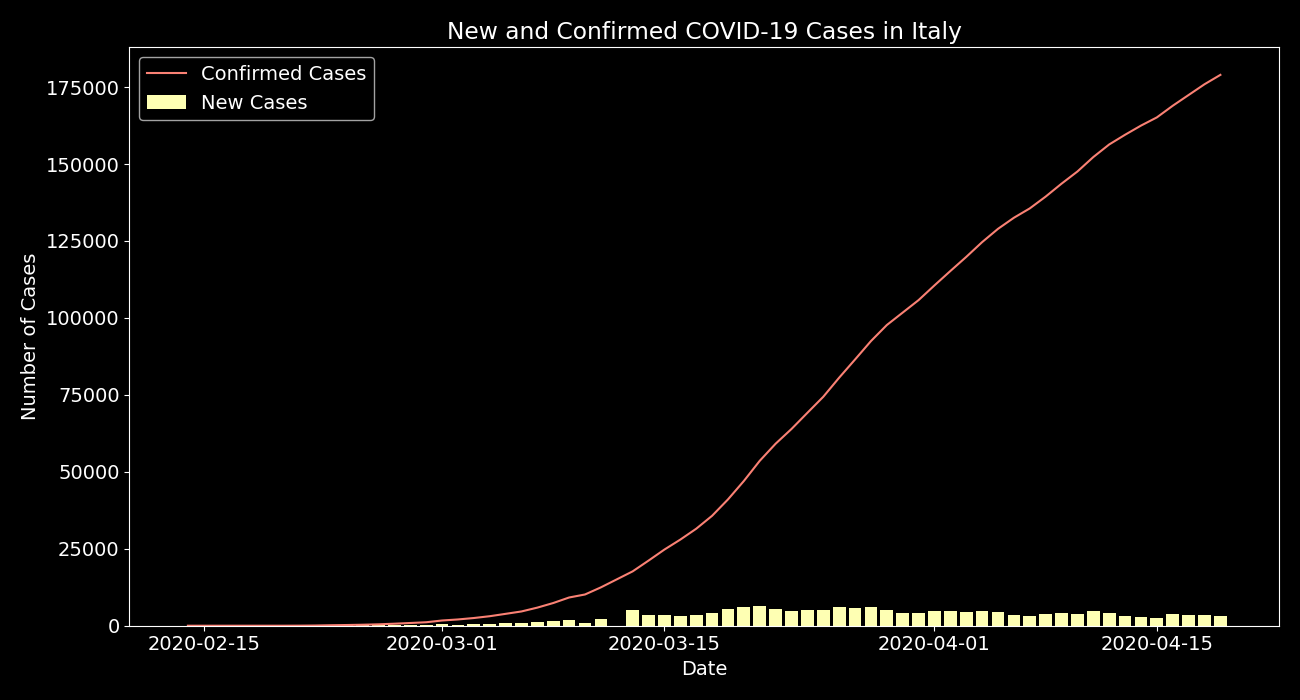 New and Confirmed COVID-19 Cases in Italy
Confirmed Cases
New Cases
175000
150000
125000
100000
75000
50000
25000
0
Number of Cases
2020-02-15
2020-03-01
2020-03-15
2020-04-01
2020-04-15
Date